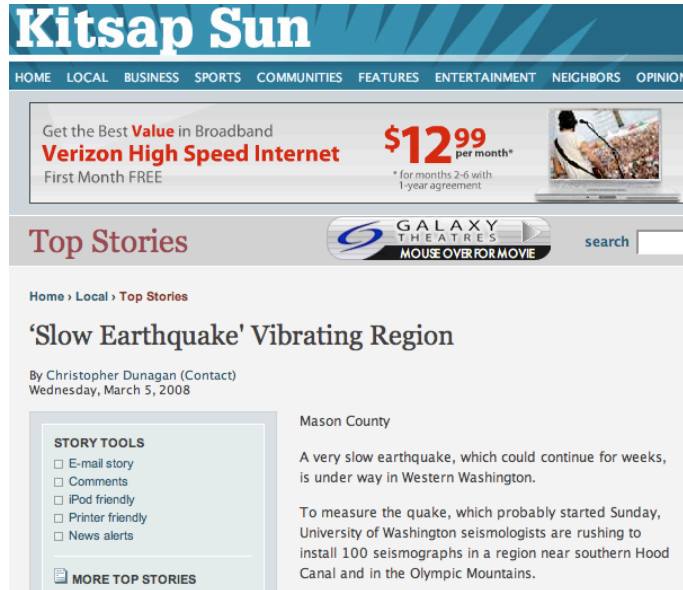 Kitsap Sun
HOME LOCAL BUSINESS SPORTS COMMUNITIES FEATURES ENTERTAINMENT NEIGHBORS OPINION
Get the Best Value in Broadband
Verizon High Speed Internet
First Month FREE
$12.99
per month*
* for months 2-6 with
1-year agreement
Top Stories
GALAXY
THEATRES
MOUSE OVER FOR MOVIE
search
Home › Local › Top Stories
‘Slow Earthquake' Vibrating Region
By Christopher Dunagan (Contact)
Wednesday, March 5, 2008
STORY TOOLS
E-mail story
Comments
iPod friendly
Printer friendly
News alerts
MORE TOP STORIES
Mason County
A very slow earthquake, which could continue for weeks,
is under way in Western Washington.
To measure the quake, which probably started Sunday,
University of Washington seismologists are rushing to
install 100 seismographs in a region near southern Hood
Canal and in the Olympic Mountains.